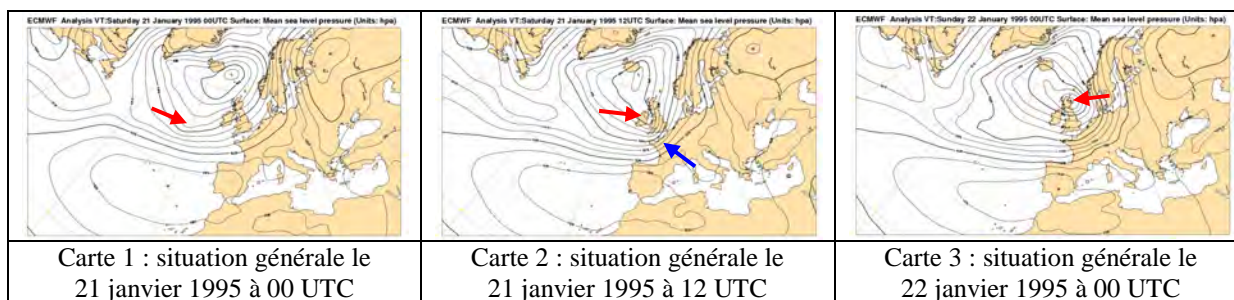 ECMWF Analysis VT:Saturday 21 January 1995 00UTC Surface: Mean sea level pressure (Units: hpa)
ECMWF Analysis VT:Saturday 21 January 1995 12UTC Surface: Mean sea level pressure (Units: hpa)
ECMWF Analysis VT:Sunday 22 January 1995 00UTC Surface: Mean sea level pressure (Units: hpa)
Carte 1 : situation générale le
21 janvier 1995 à 00 UTC
Carte 2 : situation générale le
21 janvier 1995 à 12 UTC
Carte 3 : situation générale le
22 janvier 1995 à 00 UTC